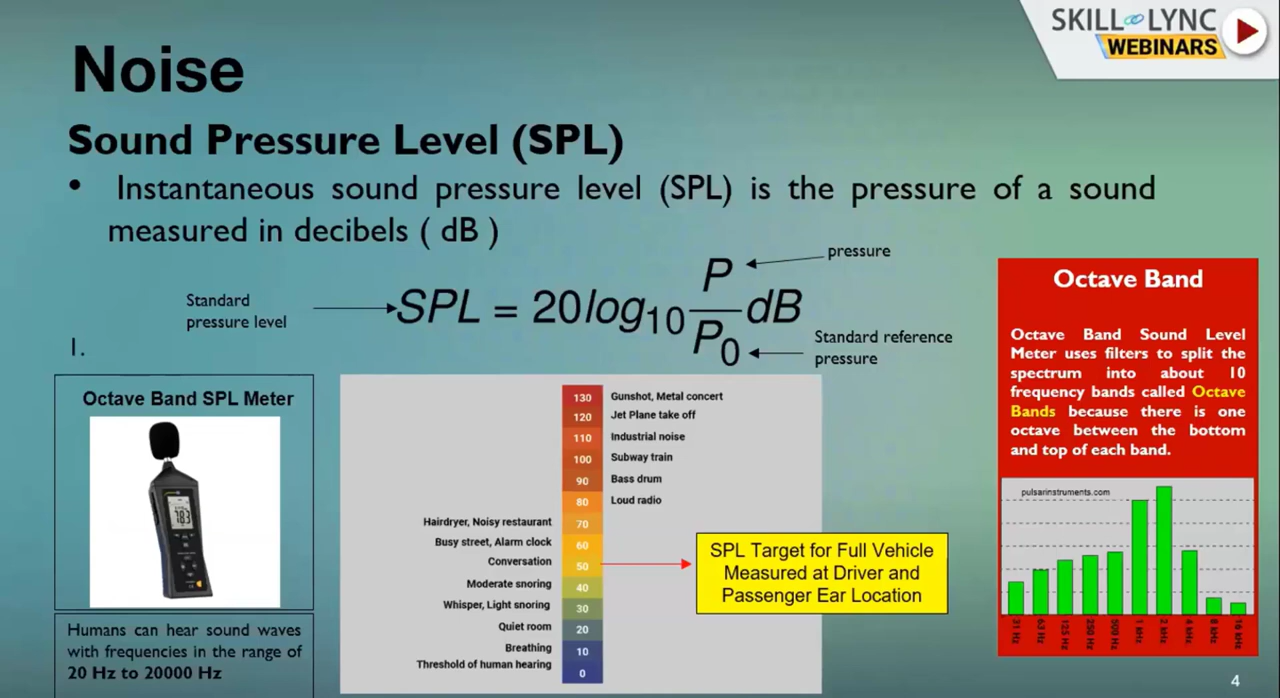 SKILL LYNC
WEBINARS
Noise
Sound Pressure Level (SPL)
• Instantaneous sound pressure level (SPL) is the pressure of a sound
measured in decibels ( dB )
Standard
pressure level
SPL = 20log10 P/P0 dB
pressure
Standard reference
pressure
1.
Octave Band SPL Meter
78.3
Humans can hear sound waves
with frequencies in the range of
20 Hz to 20000 Hz
130 Gunshot, Metal concert
120 Jet Plane take off
110 Industrial noise
100 Subway train
90 Bass drum
80 Loud radio
Hairdryer, Noisy restaurant 70
Busy street, Alarm clock 60
Conversation 50
Moderate snoring 40
Whisper, Light snoring 30
Quiet room 20
Breathing 10
Threshold of human hearing 0
SPL Target for Full Vehicle
Measured at Driver and
Passenger Ear Location
Octave Band
Octave Band Sound Level
Meter uses filters to split the
spectrum into about 10
frequency bands called Octave
Bands because there is one
octave between the bottom
and top of each band.
pulsarinstruments.com
31 Hz
63 Hz
125 Hz
250 Hz
500 Hz
1 kHz
2 kHz
4 kHz
8 kHz
16 kHz
4